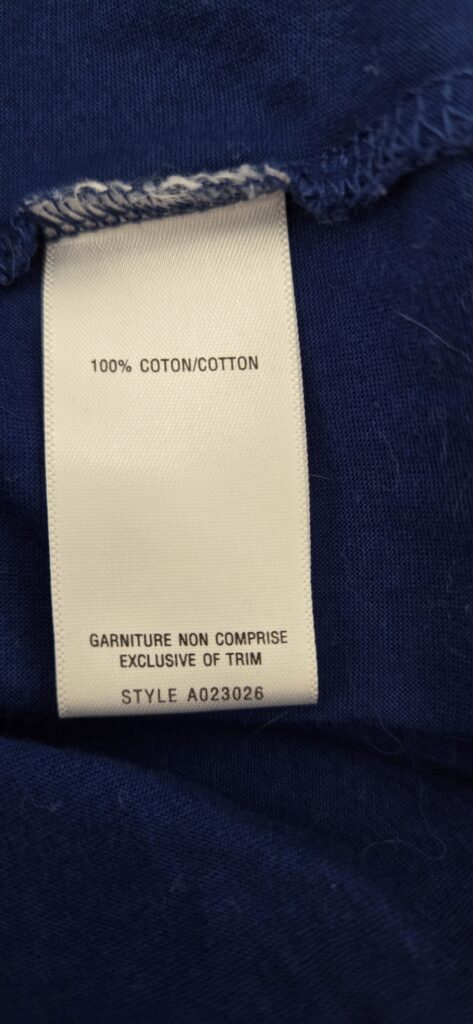 100% COTON/COTTON
GARNITURE NON COMPRISE
EXCLUSIVE OF TRIM
STYLE A023026